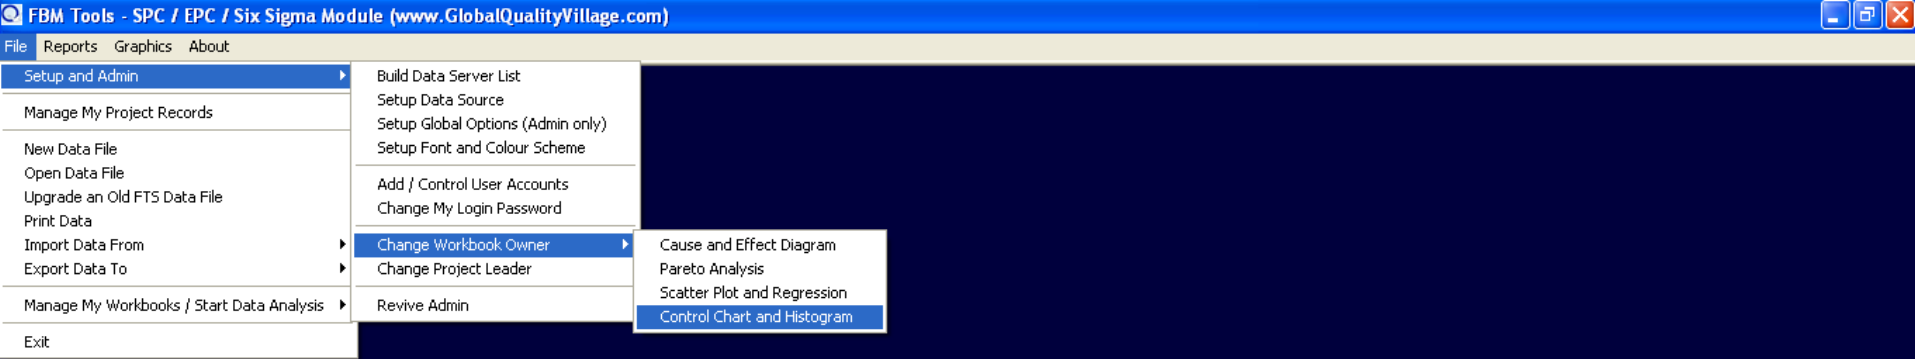 FBM Tools - SPC / EPC / Six Sigma Module (www.GlobalQualityVillage.com)
File Reports Graphics About
Setup and Admin
Manage My Project Records
New Data File
Open Data File
Upgrade an Old FTS Data File
Print Data
Import Data From
Export Data To
Manage My Workbooks / Start Data Analysis
Exit
Build Data Server List
Setup Data Source
Setup Global Options (Admin only)
Setup Font and Colour Scheme
Add / Control User Accounts
Change My Login Password
Change Workbook Owner
Change Project Leader
Revive Admin
Cause and Effect Diagram
Pareto Analysis
Scatter Plot and Regression
Control Chart and Histogram